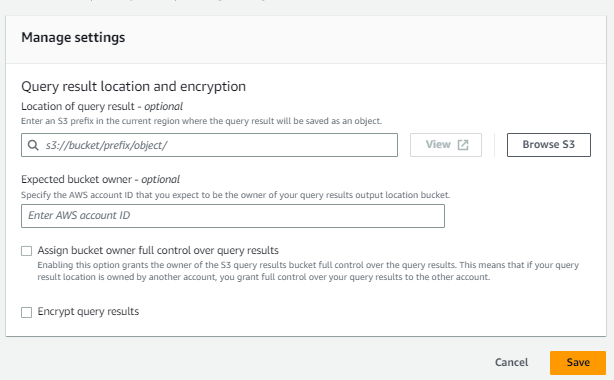 Manage settings
Query result location and encryption
Location of query result - optional
Enter an S3 prefix in the current region where the query result will be saved as an object.
s3://bucket/prefix/object/
View
Browse S3
Expected bucket owner - optional
Specify the AWS account ID that you expect to be the owner of your query results output location bucket.
Enter AWS account ID
Assign bucket owner full control over query results
Enabling this option grants the owner of the S3 query results bucket full control over the query results. This means that if your query
result location is owned by another account, you grant full control over your query results to the other account.
Encrypt query results
Cancel
Save